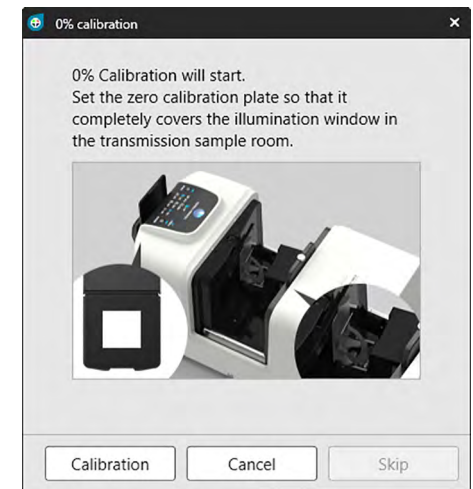 0% calibration
0% Calibration will start.
Set the zero calibration plate so that it
completely covers the illumination window in
the transmission sample room.
Calibration
Cancel
Skip